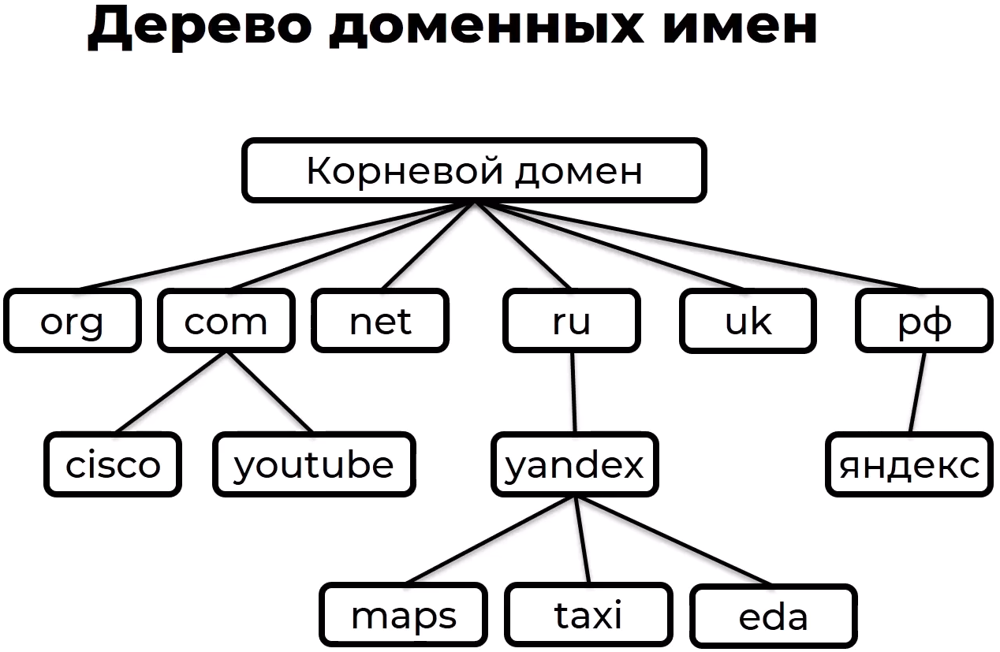 Дерево доменных имен
Корневой домен
org com net ru uk рф
cisco youtube yandex яндекс
maps taxi eda